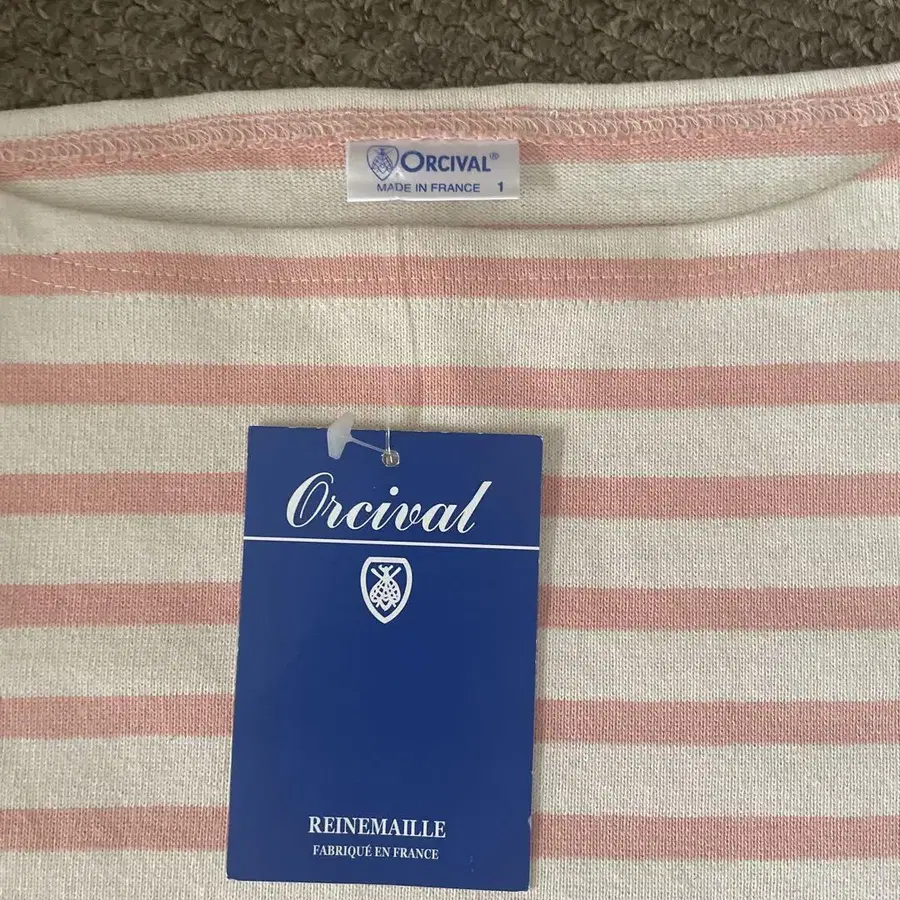 ORCIVAL®
MADE IN FRANCE 1
Orcival
REINEMAILLE
FABRIQUÉ EN FRANCE